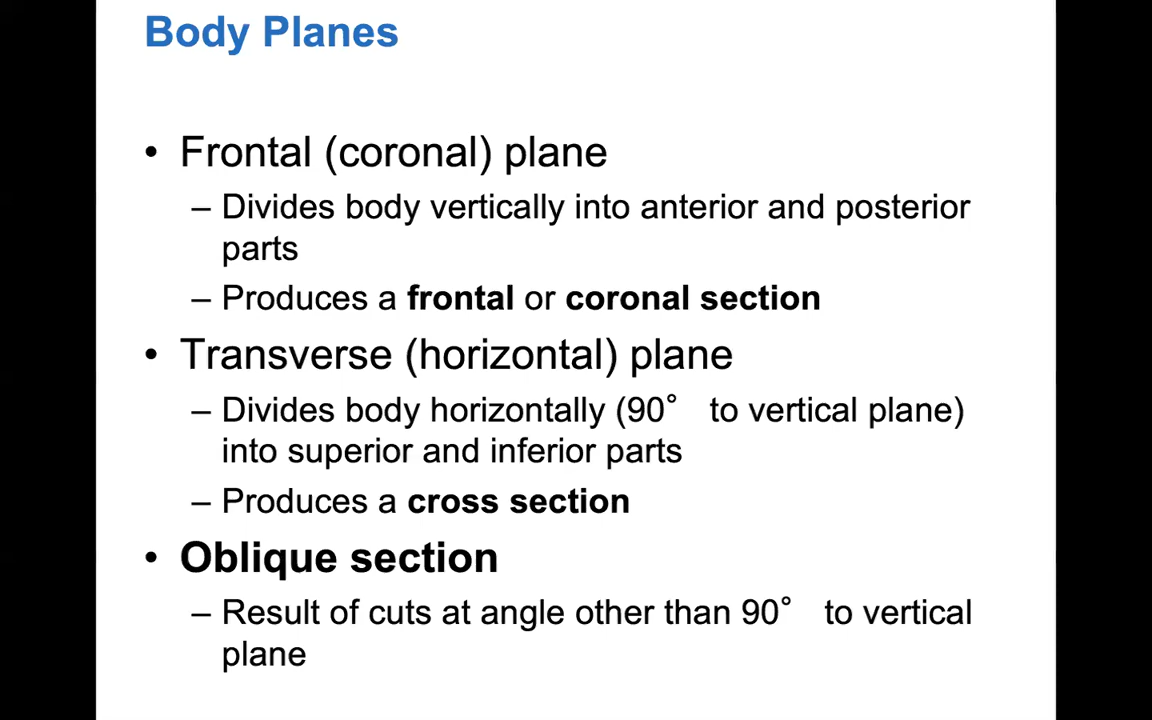 Body Planes
• Frontal (coronal) plane
– Divides body vertically into anterior and posterior
parts
– Produces a frontal or coronal section
• Transverse (horizontal) plane
– Divides body horizontally (90° to vertical plane)
into superior and inferior parts
– Produces a cross section
• Oblique section
– Result of cuts at angle other than 90° to vertical
plane